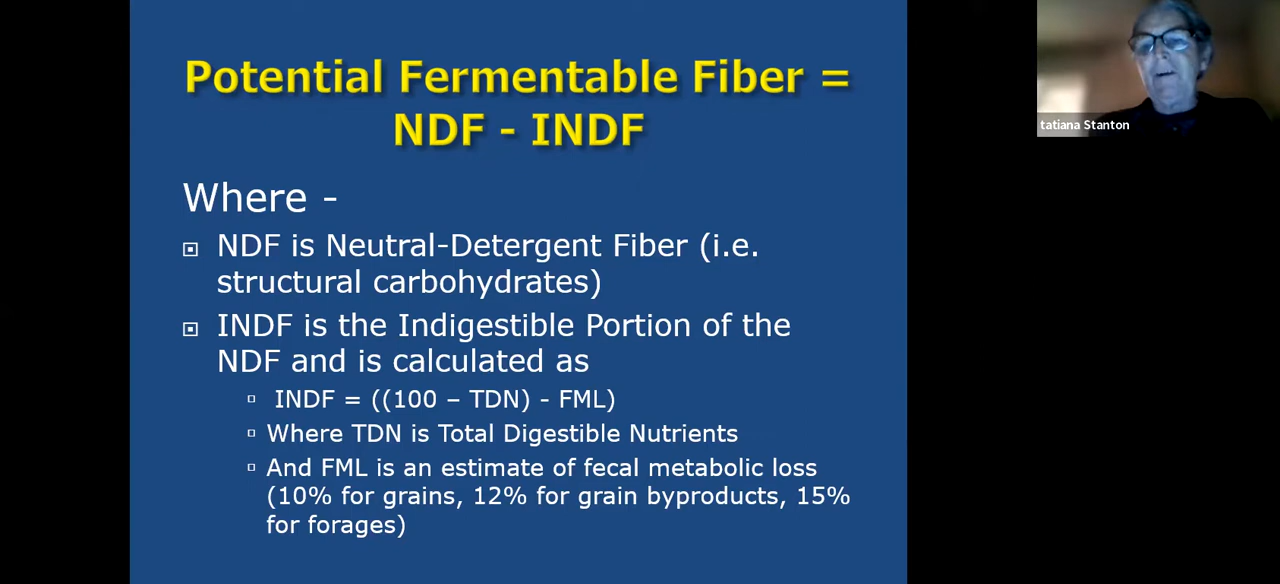 Potential Fermentable Fiber =
NDF - INDF
Where -
NDF is Neutral-Detergent Fiber (i.e.
structural carbohydrates)
INDF is the Indigestible Portion of the
NDF and is calculated as
INDF = ((100 – TDN) - FML)
Where TDN is Total Digestible Nutrients
And FML is an estimate of fecal metabolic loss
(10% for grains, 12% for grain byproducts, 15%
for forages)
tatiana Stanton